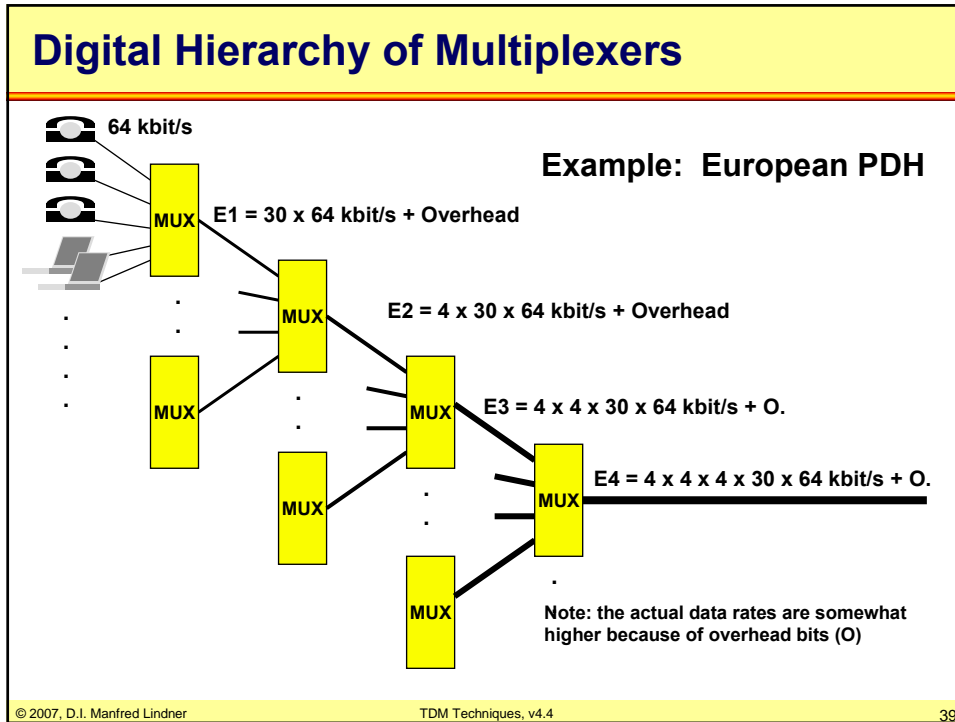 Digital Hierarchy of Multiplexers
64 kbit/s
Example: European PDH
MUX
E1 = 30 x 64 kbit/s + Overhead
MUX
E2 = 4 x 30 x 64 kbit/s + Overhead
MUX
MUX
E3 = 4 x 4 x 30 x 64 kbit/s + O.
MUX
MUX
E4 = 4 x 4 x 4 x 30 x 64 kbit/s + O.
MUX
Note: the actual data rates are somewhat
higher because of overhead bits (O)
© 2007, D.I. Manfred Lindner
TDM Techniques, v4.4
39